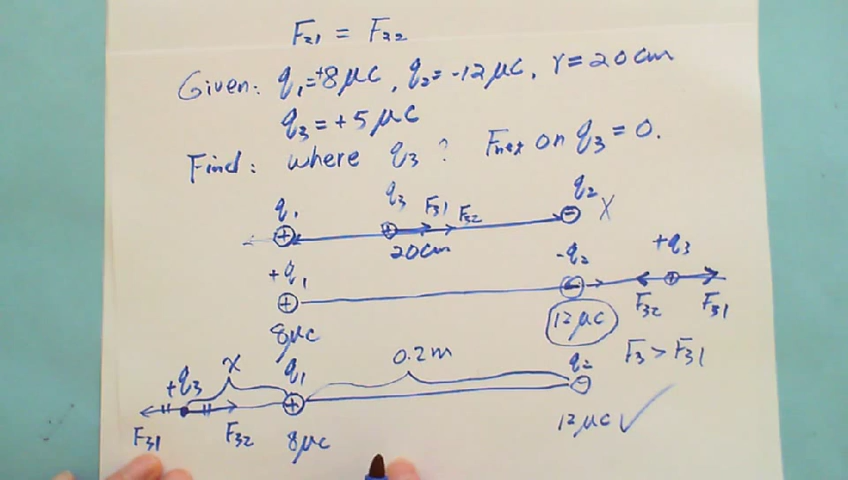 F31 = F32
Given: q1=+8μC, q2=-12μC, r=20cm
q3=+5μC
Find: where q3? Fnet on q3=0.
q1 q3 F31 F32 q2 X
+ + -
20cm
+q1 -q2 +q3
+ - +
8μC 12μC F32 F31
F3>F31
+q3 x q1 0.2m q2
+ -
F31 F32 8μC 12μC ✓